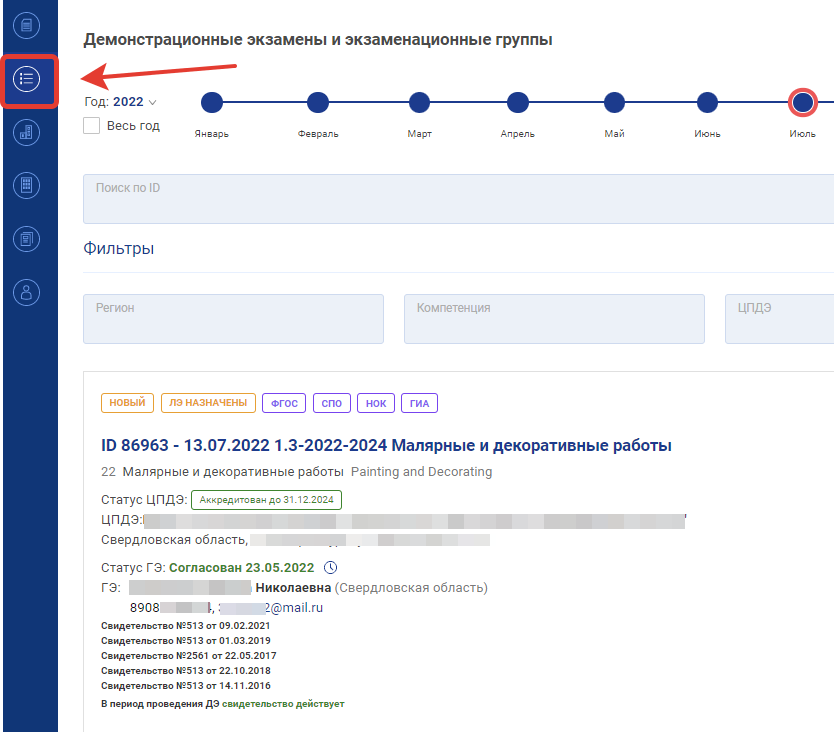 Демонстрационные экзамены и экзаменационные группы
Год: 2022
Весь год
Январь Февраль Март Апрель Май Июнь Июль
Поиск по ID
Фильтры
Регион Компетенция ЦПДЭ
НОВЫЙ ЛЭ НАЗНАЧЕНЫ ФГОС СПО НОК ГИА
ID 86963 - 13.07.2022 1.3-2022-2024 Малярные и декоративные работы
22 Малярные и декоративные работы Painting and Decorating
Статус ЦПДЭ: Аккредитован до 31.12.2024
ЦПДЭ:
Свердловская область,
Статус ГЭ: Согласован 23.05.2022
ГЭ: Николаевна (Свердловская область)
8908 2@mail.ru
Свидетельство №513 от 09.02.2021
Свидетельство №513 от 01.03.2019
Свидетельство №2561 от 22.05.2017
Свидетельство №513 от 22.10.2018
Свидетельство №513 от 14.11.2016
В период проведения ДЭ свидетельство действует